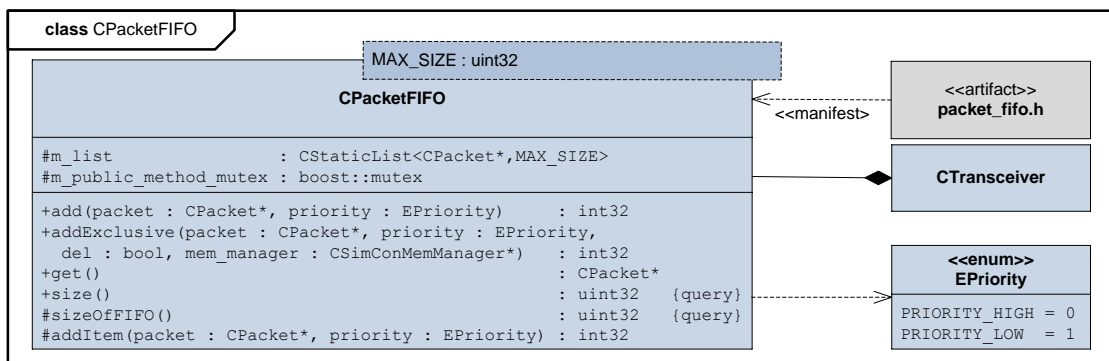 class CPacketFIFO
MAX_SIZE : uint32
CPacketFIFO
#m_list : CStaticList<CPacket*,MAX_SIZE>
#m_public_method_mutex : boost::mutex
+add(packet : CPacket*, priority : EPriority) : int32
+addExclusive(packet : CPacket*, priority : EPriority,
del : bool, mem_manager : CSimConMemManager*) : int32
+get() : CPacket*
+size() : uint32 {query}
#sizeOfFIFO() : uint32 {query}
#addItem(packet : CPacket*, priority : EPriority) : int32
<<manifest>
<<artifact>>
packet_fifo.h
CTransceiver
<<enum>>
EPriority
PRIORITY_HIGH = 0
PRIORITY_LOW = 1